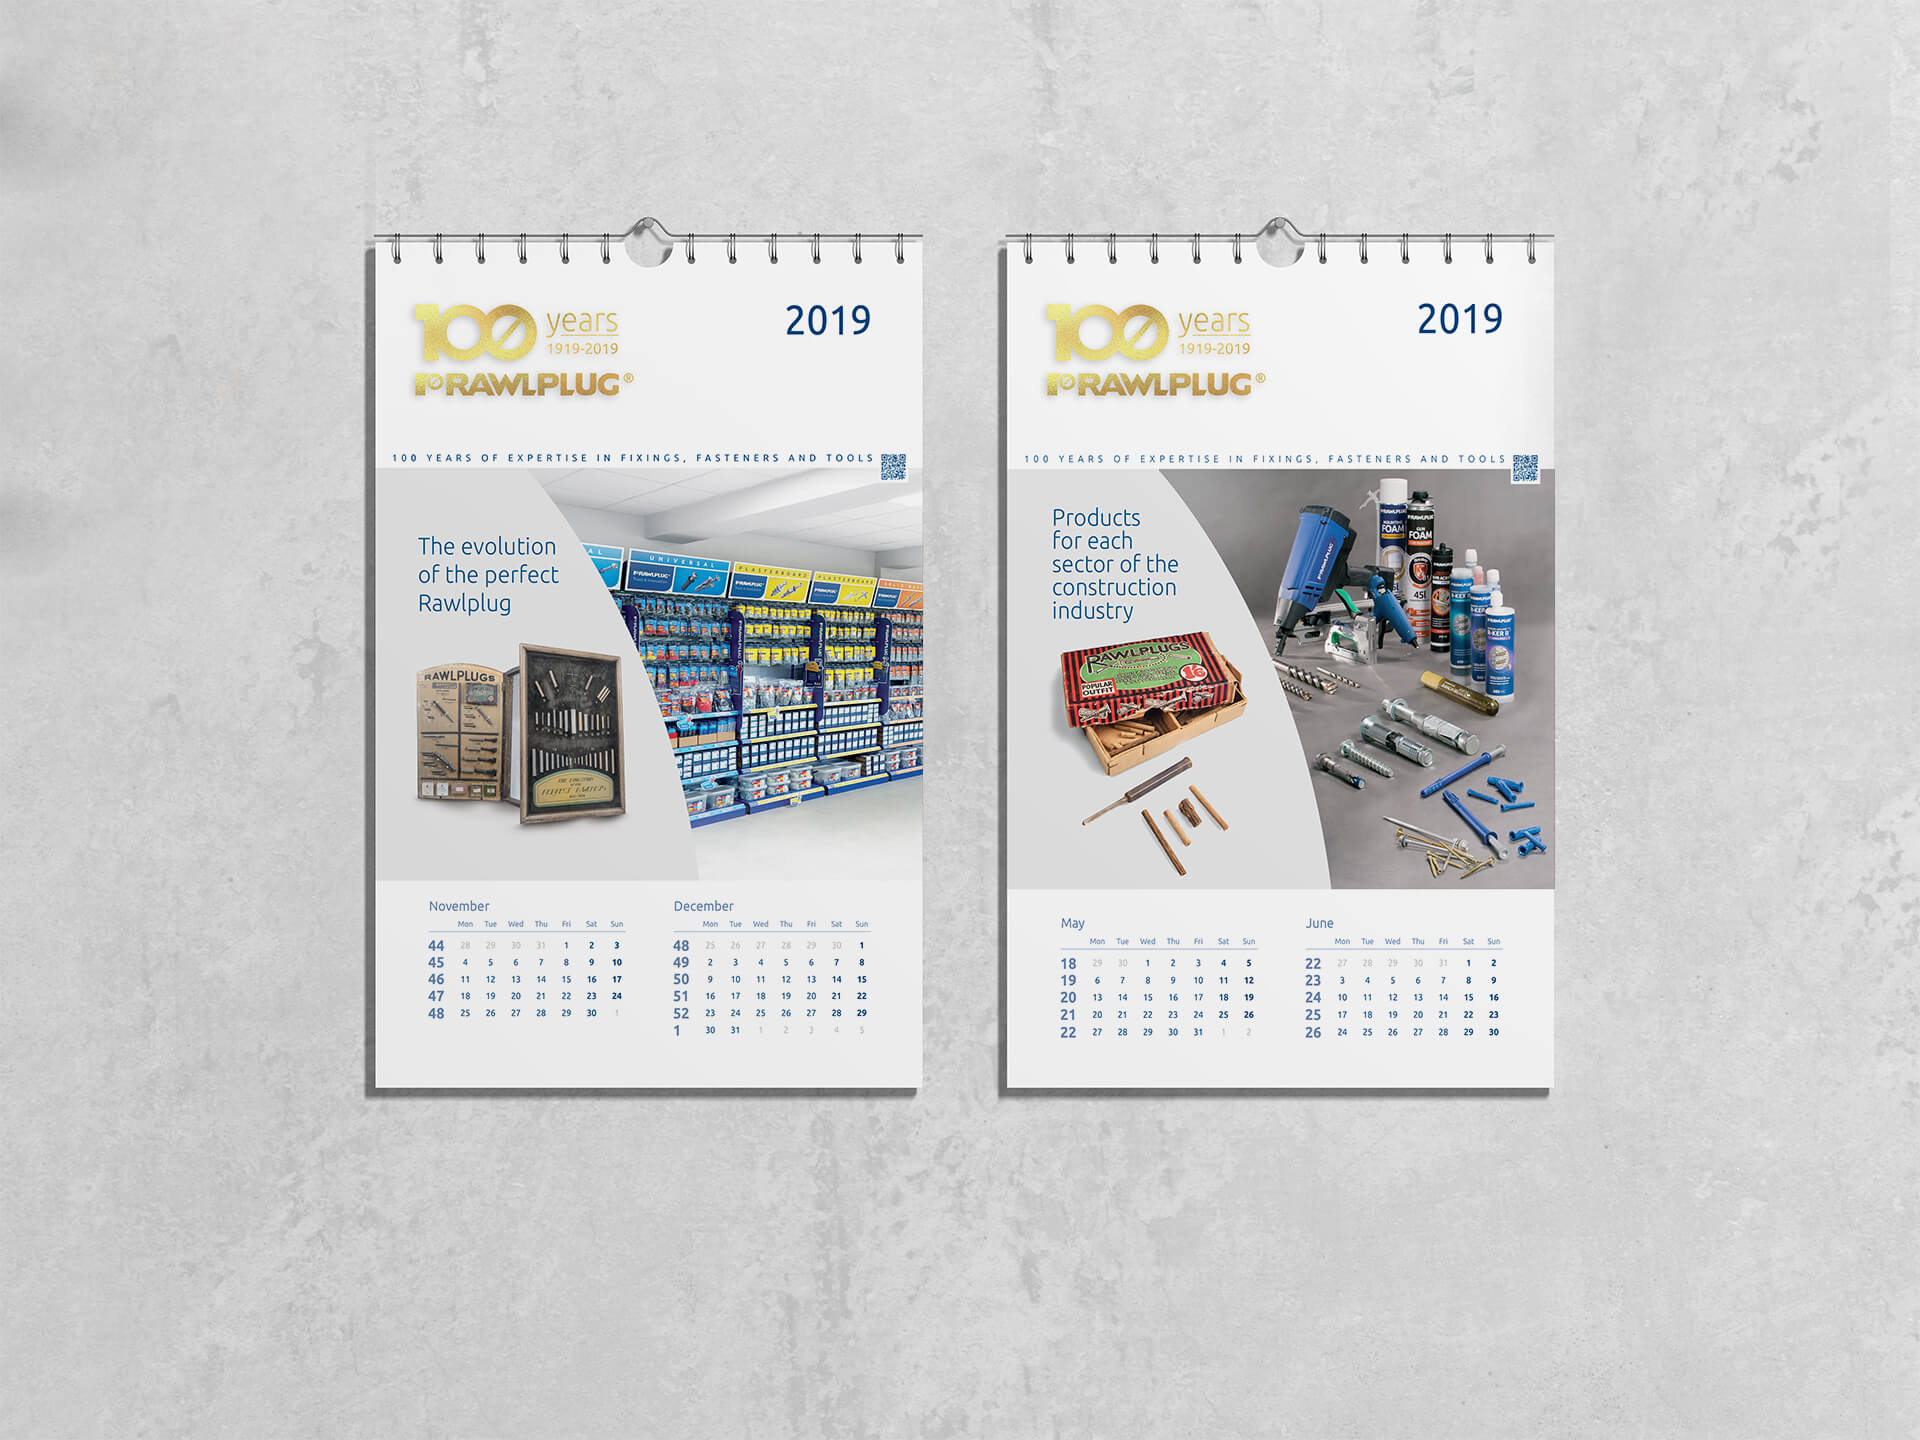 100 years
1919-2019
RAWLPLUG®
2019
100 YEARS OF EXPERTISE IN FIXINGS, FASTENERS AND TOOLS
The evolution
of the perfect
Rawlplug
RAWLPLUGS
UNIVERSAL
PLASTERBOARD
PLASTERBOARD
RAWLPLUG
November
Mon Tue Wed Thu Fri Sat Sun
44 28 29 30 31 1 2 3
45 4 5 6 7 8 9 10
46 11 12 13 14 15 16 17
47 18 19 20 21 22 23 24
48 25 26 27 28 29 30 1
December
Mon Tue Wed Thu Fri Sat Sun
48 25 26 27 28 29 30 1
49 2 3 4 5 6 7 8
50 9 10 11 12 13 14 15
51 16 17 18 19 20 21 22
52 23 24 25 26 27 28 29
1 30 31 1 2 3 4 5
100 years
1919-2019
RAWLPLUG®
2019
100 YEARS OF EXPERTISE IN FIXINGS, FASTENERS AND TOOLS
Products
for each
sector of the
construction
industry
RAWLPLUGS
POPULAR
OUTFIT
16
RAWLPLUG
FOAM
GUN
FOAM
451
R-KER II
May
Mon Tue Wed Thu Fri Sat Sun
18 29 30 1 2 3 4 5
19 6 7 8 9 10 11 12
20 13 14 15 16 17 18 19
21 20 21 22 23 24 25 26
22 27 28 29 30 31 1 2
June
Mon Tue Wed Thu Fri Sat Sun
22 27 28 29 30 31 1 2
23 3 4 5 6 7 8 9
24 10 11 12 13 14 15 16
25 17 18 19 20 21 22 23
26 24 25 26 27 28 29 30